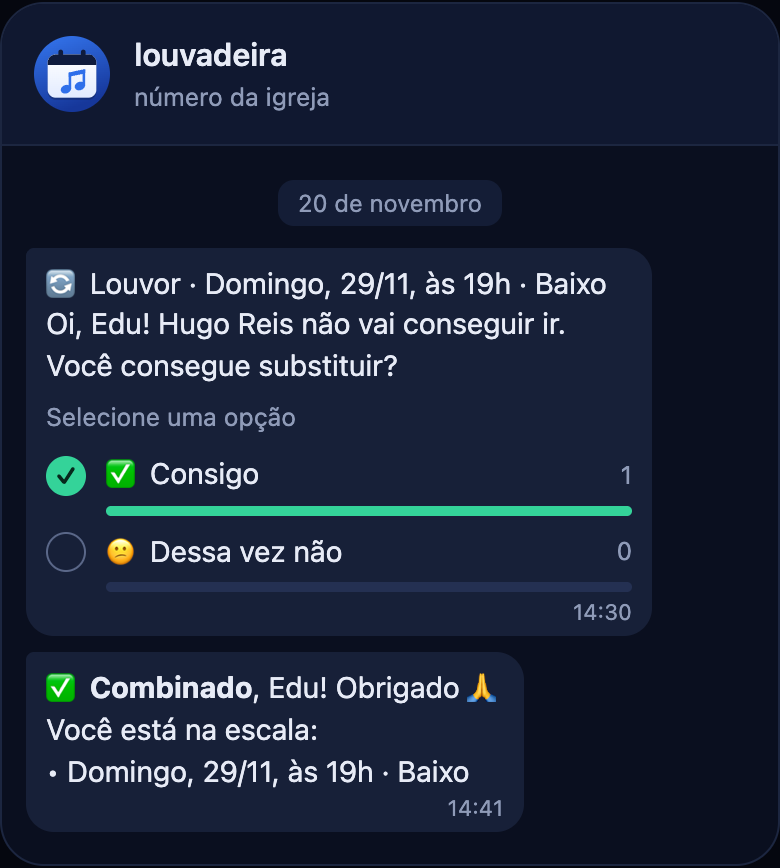 louvadeira
número da igreja
20 de novembro
🔄 Louvor · Domingo, 29/11, às 19h · Baixo
Oi, Edu! Hugo Reis não vai conseguir ir.
Você consegue substituir?
Selecione uma opção
✅ Consigo 1
😕 Dessa vez não 0
14:30
✅ Combinado, Edu! Obrigado 🙏
Você está na escala:
• Domingo, 29/11, às 19h · Baixo
14:41